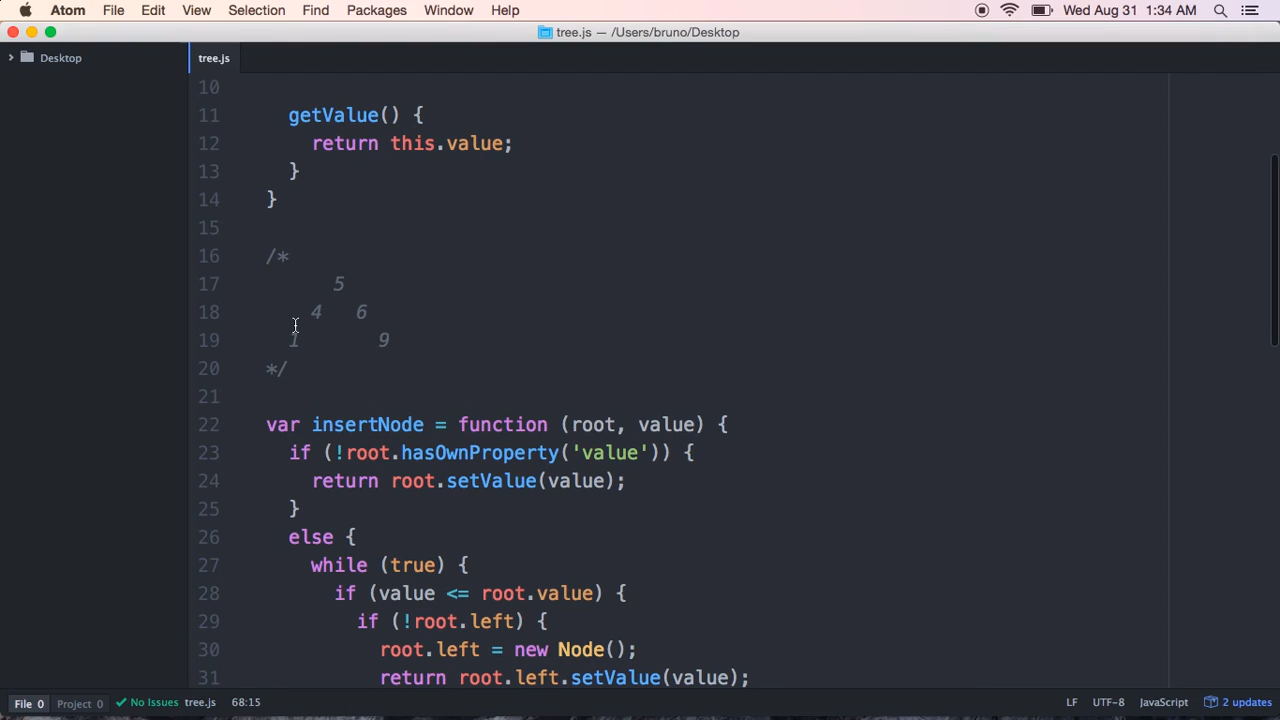 Atom File Edit View Selection Find Packages Window Help Wed Aug 31 1:34 AM
tree.js — /Users/bruno/Desktop
Desktop
tree.js
10
11 getValue() {
12 return this.value;
13 }
14 }
15
16 /*
17 5
18 4 6
19 1 9
20 */
21
22 var insertNode = function (root, value) {
23 if (!root.hasOwnProperty('value')) {
24 return root.setValue(value);
25 }
26 else {
27 while (true) {
28 if (value <= root.value) {
29 if (!root.left) {
30 root.left = new Node();
31 return root.left.setValue(value);
File 0 Project 0 No Issues tree.js 68:15 LF UTF-8 JavaScript 2 updates